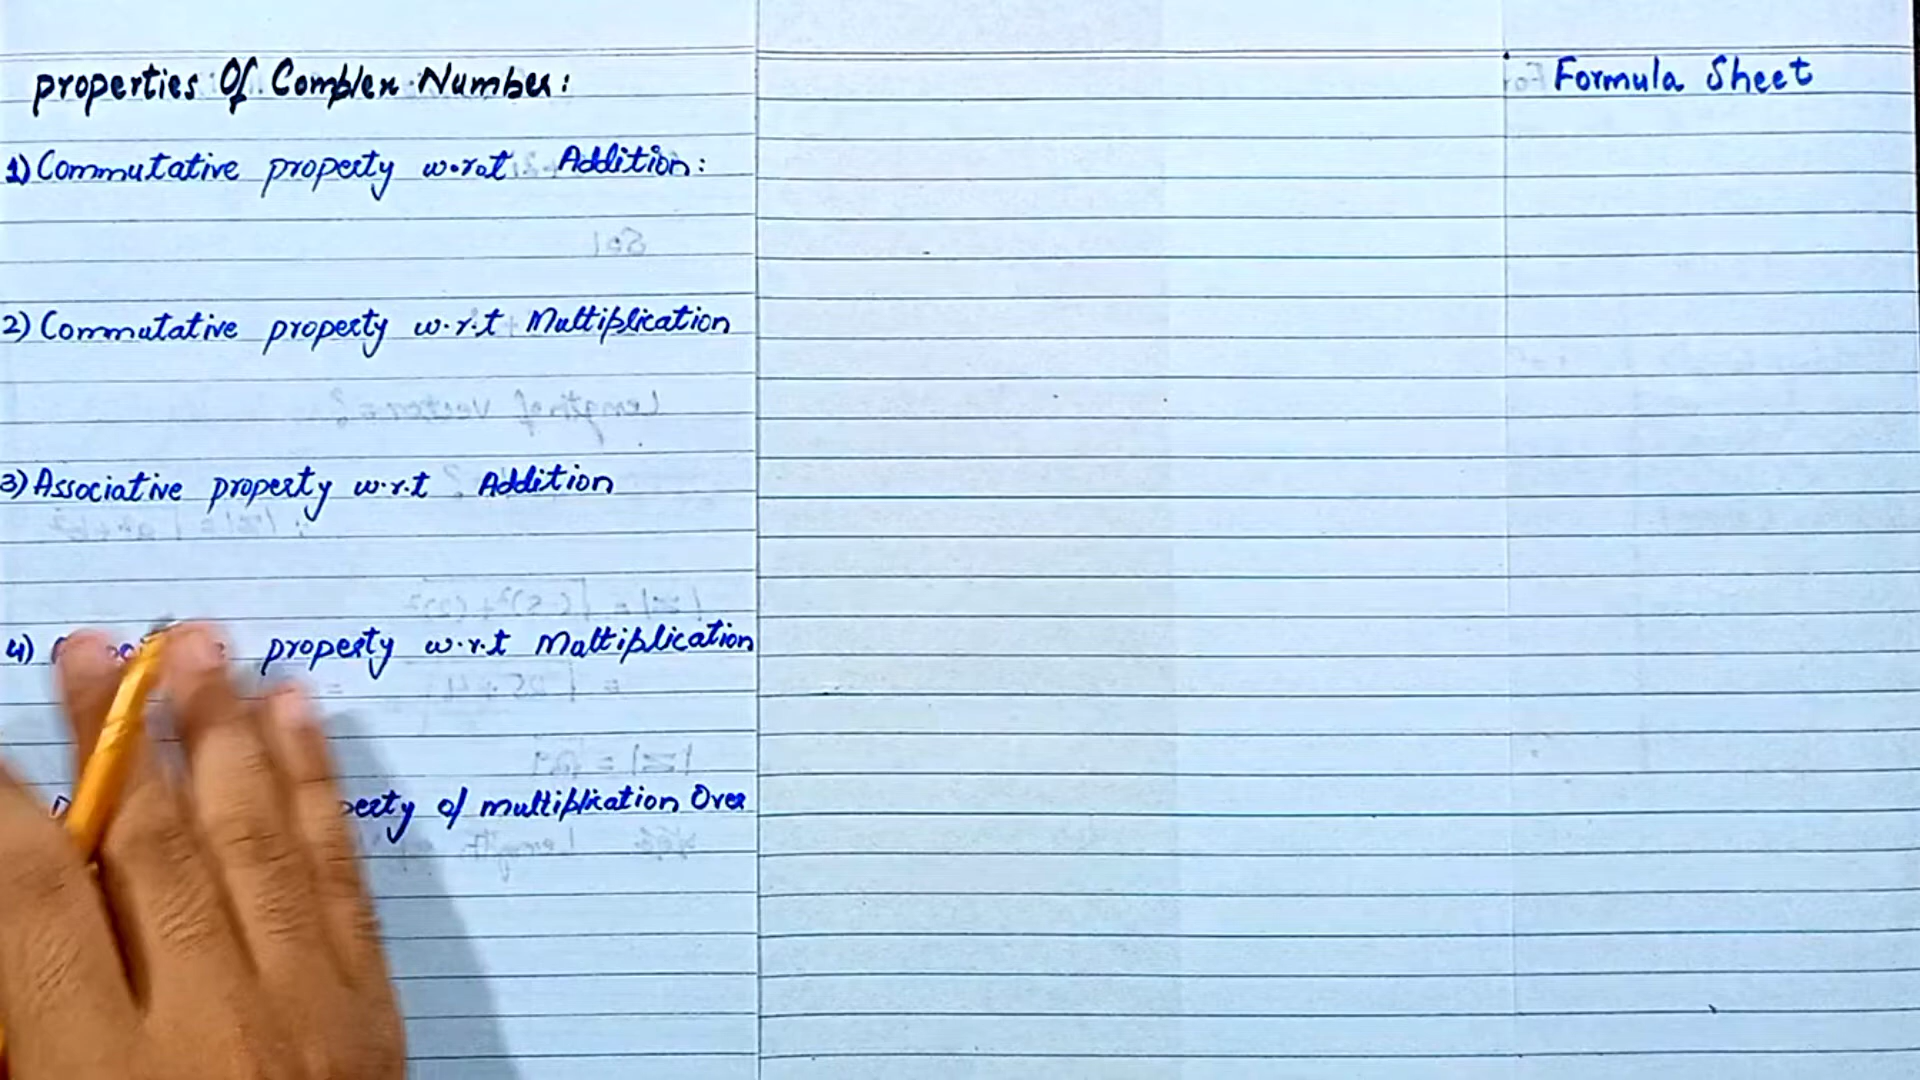 properties Of Complex Number:
Formula Sheet
1) Commutative property w.r.t Addition:
2) Commutative property w.r.t Multiplication
3) Associative property w.r.t Addition
4) property w.r.t Multiplication
of multiplication Over